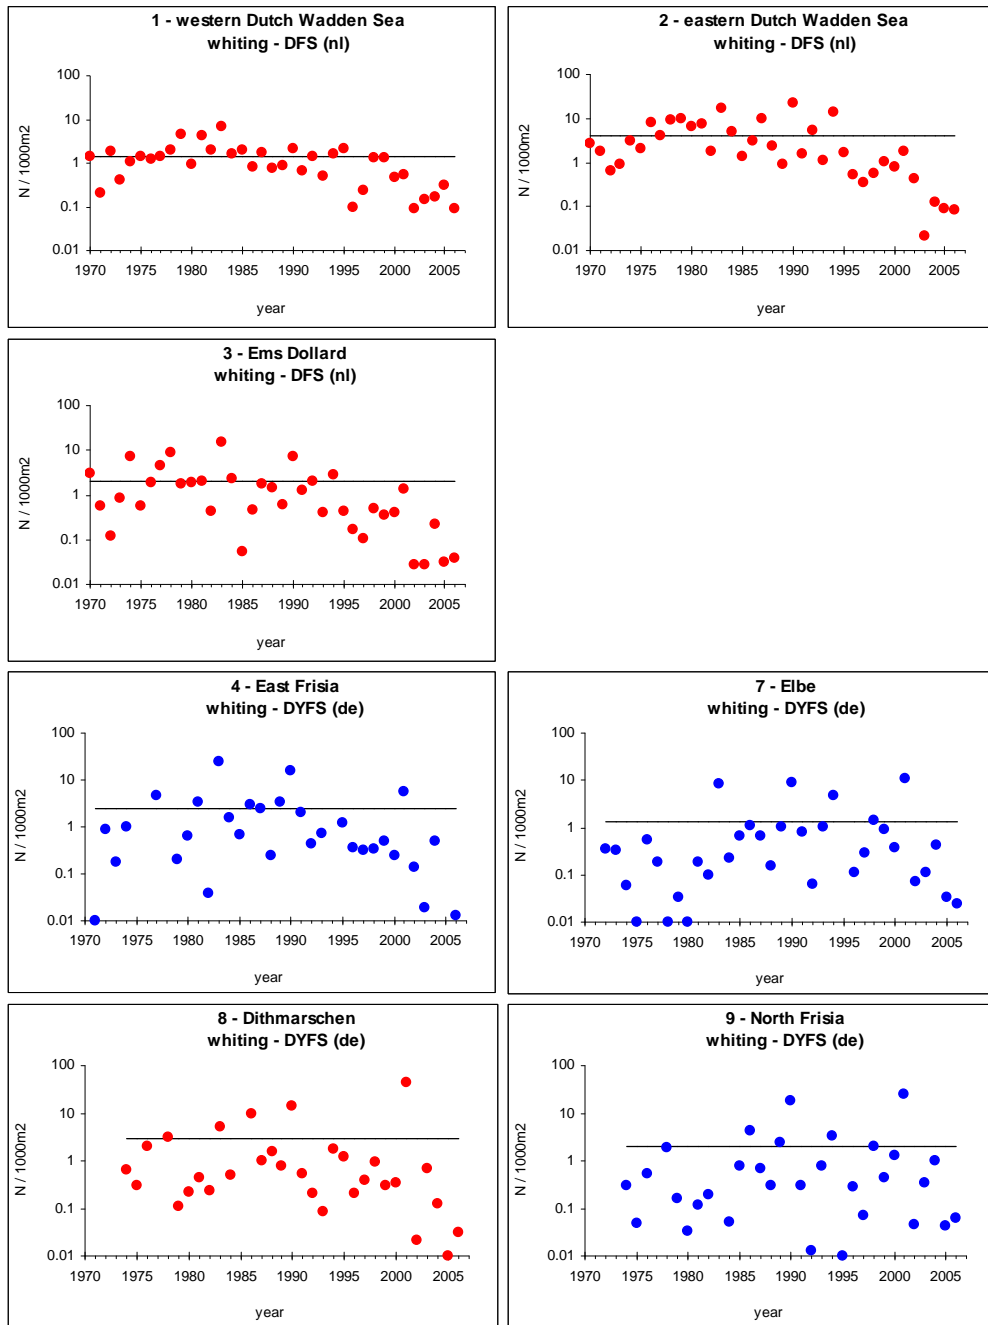 1 - western Dutch Wadden Sea
whiting - DFS (nl)
100
10
1
0.1
0.01
N / 1000m2
1970 1975 1980 1985 1990 1995 2000 2005
year
2 - eastern Dutch Wadden Sea
whiting - DFS (nl)
100
10
1
0.1
0.01
N / 1000m2
1970 1975 1980 1985 1990 1995 2000 2005
year
3 - Ems Dollard
whiting - DFS (nl)
100
10
1
0.1
0.01
N / 1000m2
1970 1975 1980 1985 1990 1995 2000 2005
year
4 - East Frisia
whiting - DYFS (de)
100
10
1
0.1
0.01
N / 1000m2
1970 1975 1980 1985 1990 1995 2000 2005
year
7 - Elbe
whiting - DYFS (de)
100
10
1
0.1
0.01
N / 1000m2
1970 1975 1980 1985 1990 1995 2000 2005
year
8 - Dithmarschen
whiting - DYFS (de)
100
10
1
0.1
0.01
N / 1000m2
1970 1975 1980 1985 1990 1995 2000 2005
year
9 - North Frisia
whiting - DYFS (de)
100
10
1
0.1
0.01
N / 1000m2
1970 1975 1980 1985 1990 1995 2000 2005
year